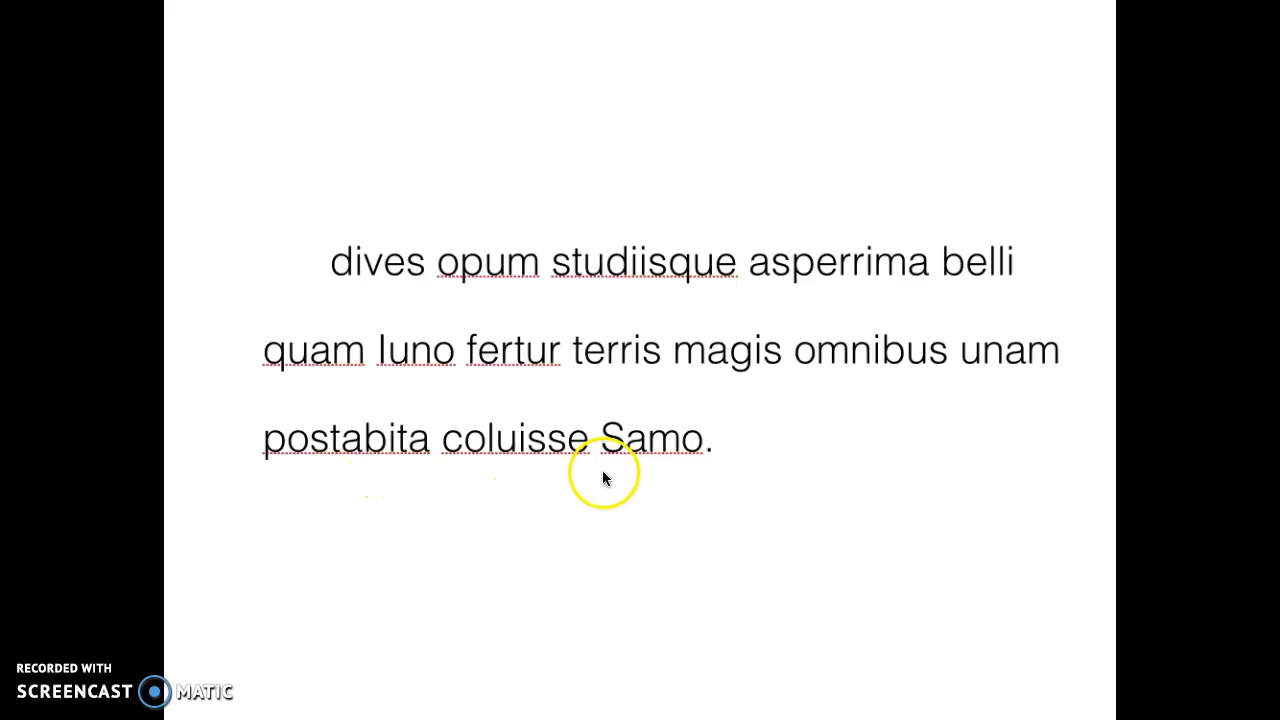 dives opum studiisque asperrima belli
quam Iuno fertur terris magis omnibus unam
postabita coluisse Samo.
RECORDED WITH
SCREENCAST MATIC